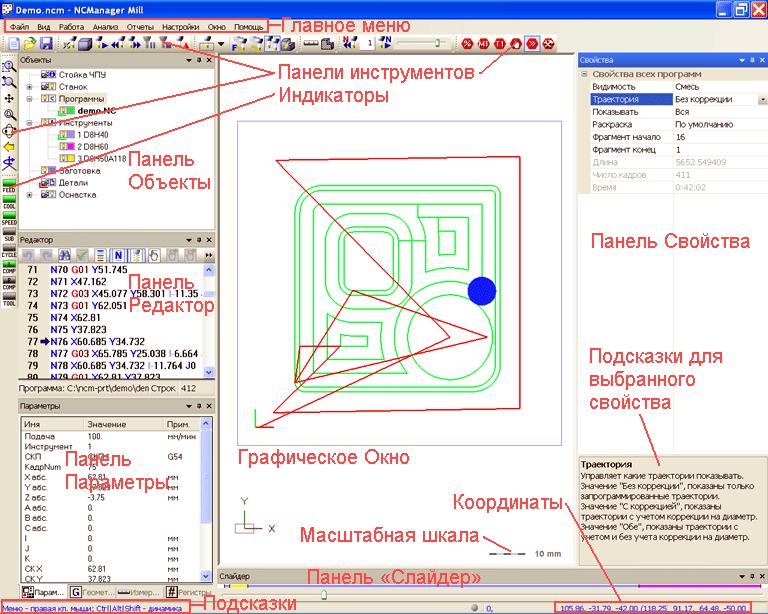 Demo.ncm - NCManager Mill
Файл Вид Работа Анализ Отчеты Настройки Окно Помощь
Главное меню
Панели инструментов
Индикаторы
Объекты
Стойка ЧПУ
Станок
Программы
demo.NC
Инструменты
1 D8H40
2 D8H60
3 D8H50A118
Заготовка
Детали
Оснастка
Панель
Объекты
FEED
COOL
SPEED
SUB
CYCLE
COMP
COMP
TOOL
Редактор
71 N70 G01 Y51.745
72 N71 X47.162
73 N72 G03 X45.077 Y58.301 I-11.35
74 N73 G01 Y62.051
75 N74 X62.81
76 N75 Y37.823
77 N76 X60.685 Y34.732
78 N77 G03 X65.785 Y25.038 I-6.664
79 N78 X60.685 Y34.732 I-11.764 J0
80 N79 G01 X62.81 Y37.823
Панель
Редактор
Программа: C:\ncm-prt\demo\den Строк 412
Параметры
Имя Значение Прим.
Подача 100. мм/мин
Инструмент 1
СКП G54
КадрNum 75
X абс. 62.81 мм
Y абс. 37.823 мм
Z абс. -3.75 мм
A абс. 0.
B абс. 0.
C абс. 0.
I 0. мм
J 0. мм
K 0. мм
СК X 62.81 мм
СК Y 37.823 мм
Панель
Параметры
Парам... Геомет... Измер... Регистры
Свойства
Свойства всех программ
Видимость Смесь
Траектория Без коррекции
Показывать Вся
Раскраска По умолчанию
Фрагмент начало 16
Фрагмент конец 1
Длина 5652.549409
Число кадров 411
Время 0:42:02
Панель Свойства
Подсказки для
выбранного
свойства
Траектория
Управляет какие траектории показывать.
Значение "Без коррекции", показаны только
запрограммированные траектории.
Значение "С коррекцией", показаны
траектории с учетом коррекции на диаметр.
Значение "Обе", показаны траектории с
учетом и без учета коррекции на диаметр.
Графическое Окно
Y
X
Координаты
Масштабная шкала
10 mm
Слайдер
Панель «Слайдер»
Меню - правая кл. мыши; Ctrl|Alt|Shift - динамика
Подсказки
0,
105.86, -31.79, -42.00 (118.25) 91.17, 64.48, -50.00